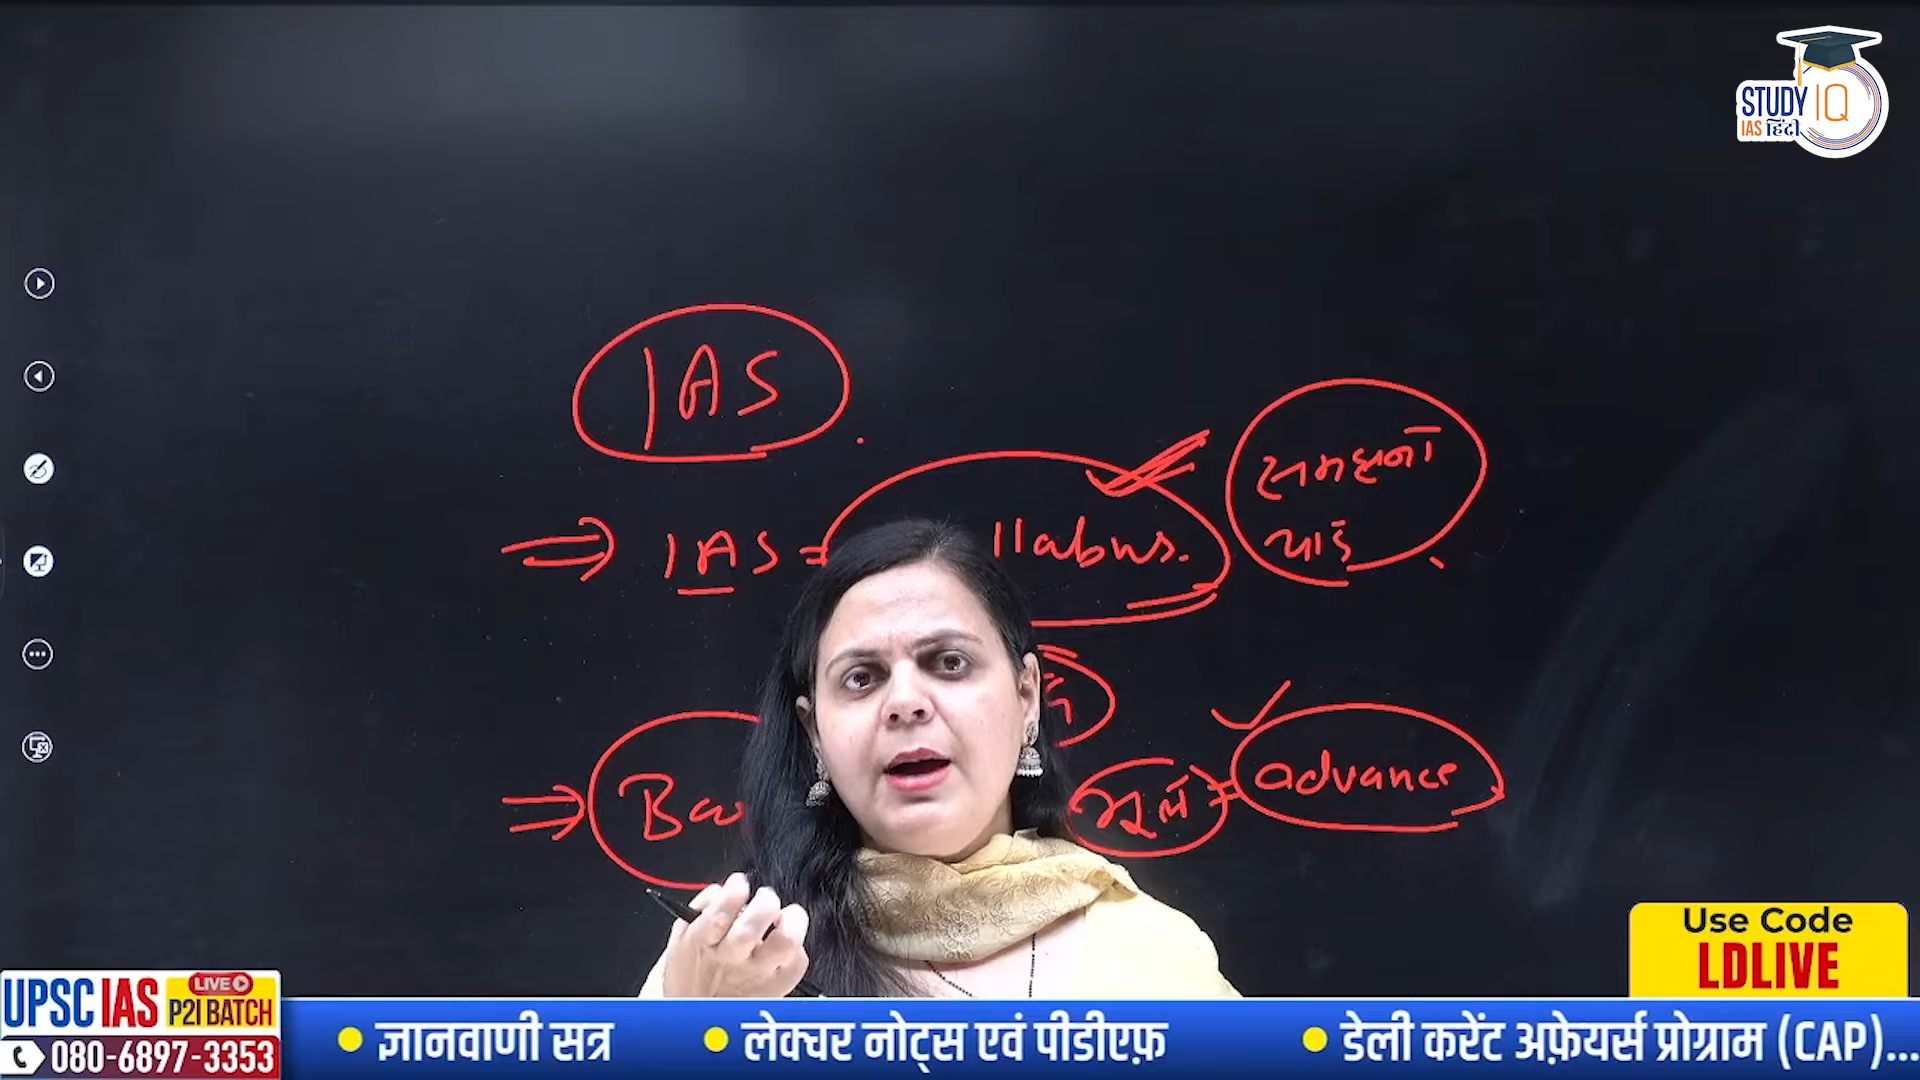 STUDY IQ
IAS हिंदी
IAS
समझना
याद
IAS =
llabus.
Ba
भूल =
advance
Use Code
LDLIVE
UPSC IAS LIVE P2I BATCH
080-6897-3353
ज्ञानवाणी सत्र
लेक्चर नोट्स एवं पीडीएफ़
डेली करेंट अफ़ेयर्स प्रोग्राम (CAP)...